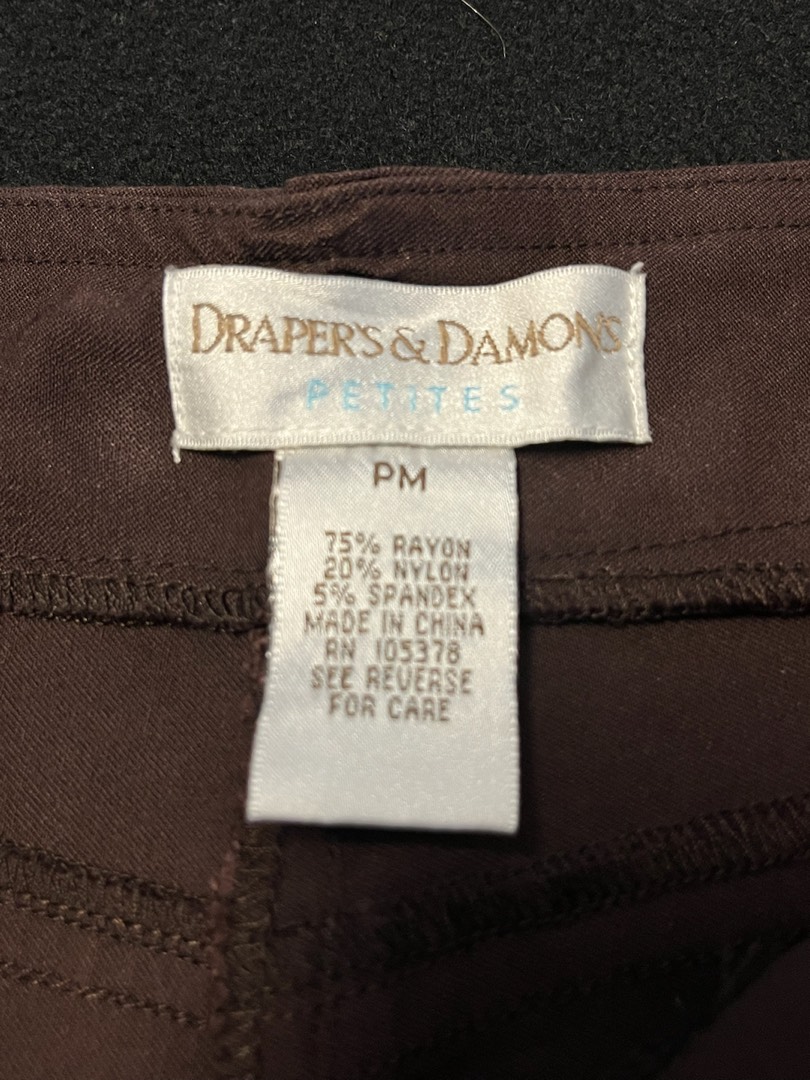 DRAPER'S & DAMON'S
PETITES
PM
75% RAYON
20% NYLON
5% SPANDEX
MADE IN CHINA
RN 105378
SEE REVERSE
FOR CARE